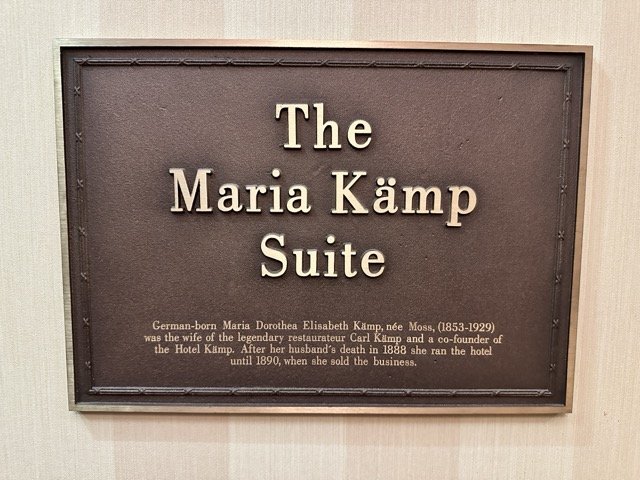 The
Maria Kämp
Suite
German-born Maria Dorothea Elisabeth Kämp, née Moss, (1853-1929)
was the wife of the legendary restaurateur Carl Kämp and a co-founder of
the Hotel Kämp. After her husband's death in 1888 she ran the hotel
until 1890, when she sold the business.